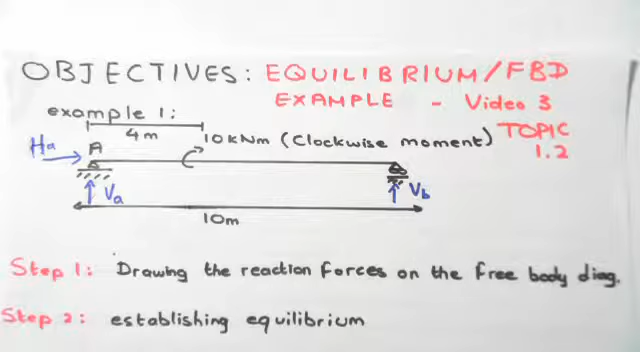 OBJECTIVES: EQUILIBRIUM/FBD
EXAMPLE - Video 3
TOPIC
1.2
example 1:
4m
10kNm (Clockwise moment)
Ha
A
Va
Vb
10m
Step 1: Drawing the reaction forces on the free body diag.
Step 2: establishing equilibrium